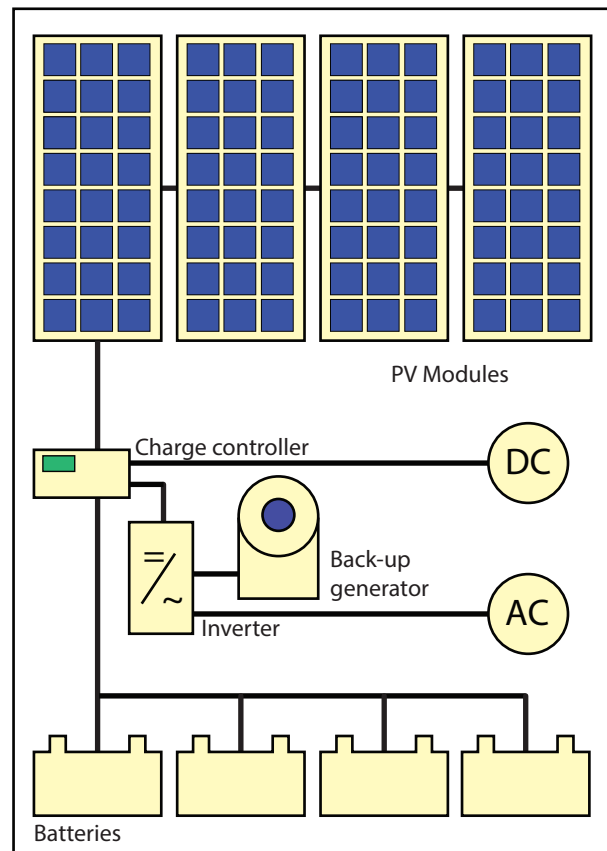 PV Modules
Charge controller
DC
Back-up
generator
=
~
AC
Inverter
Batteries